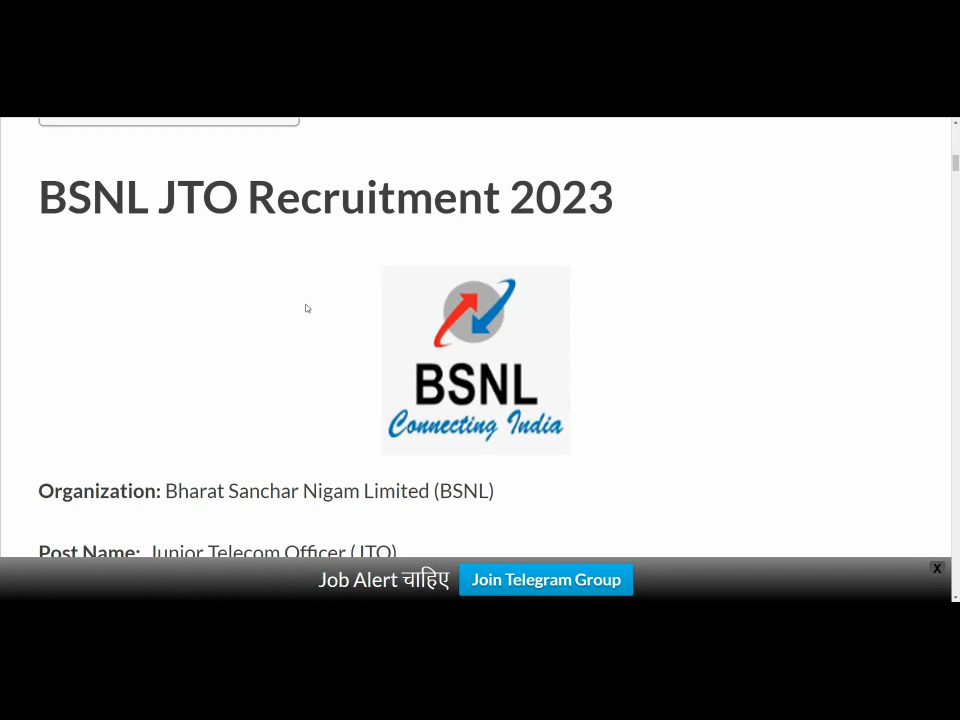 BSNL JTO Recruitment 2023
BSNL
Connecting India
Organization: Bharat Sanchar Nigam Limited (BSNL)
Post Name: Junior Telecom Officer (JTO)
Job Alert चाहिए Join Telegram Group
X